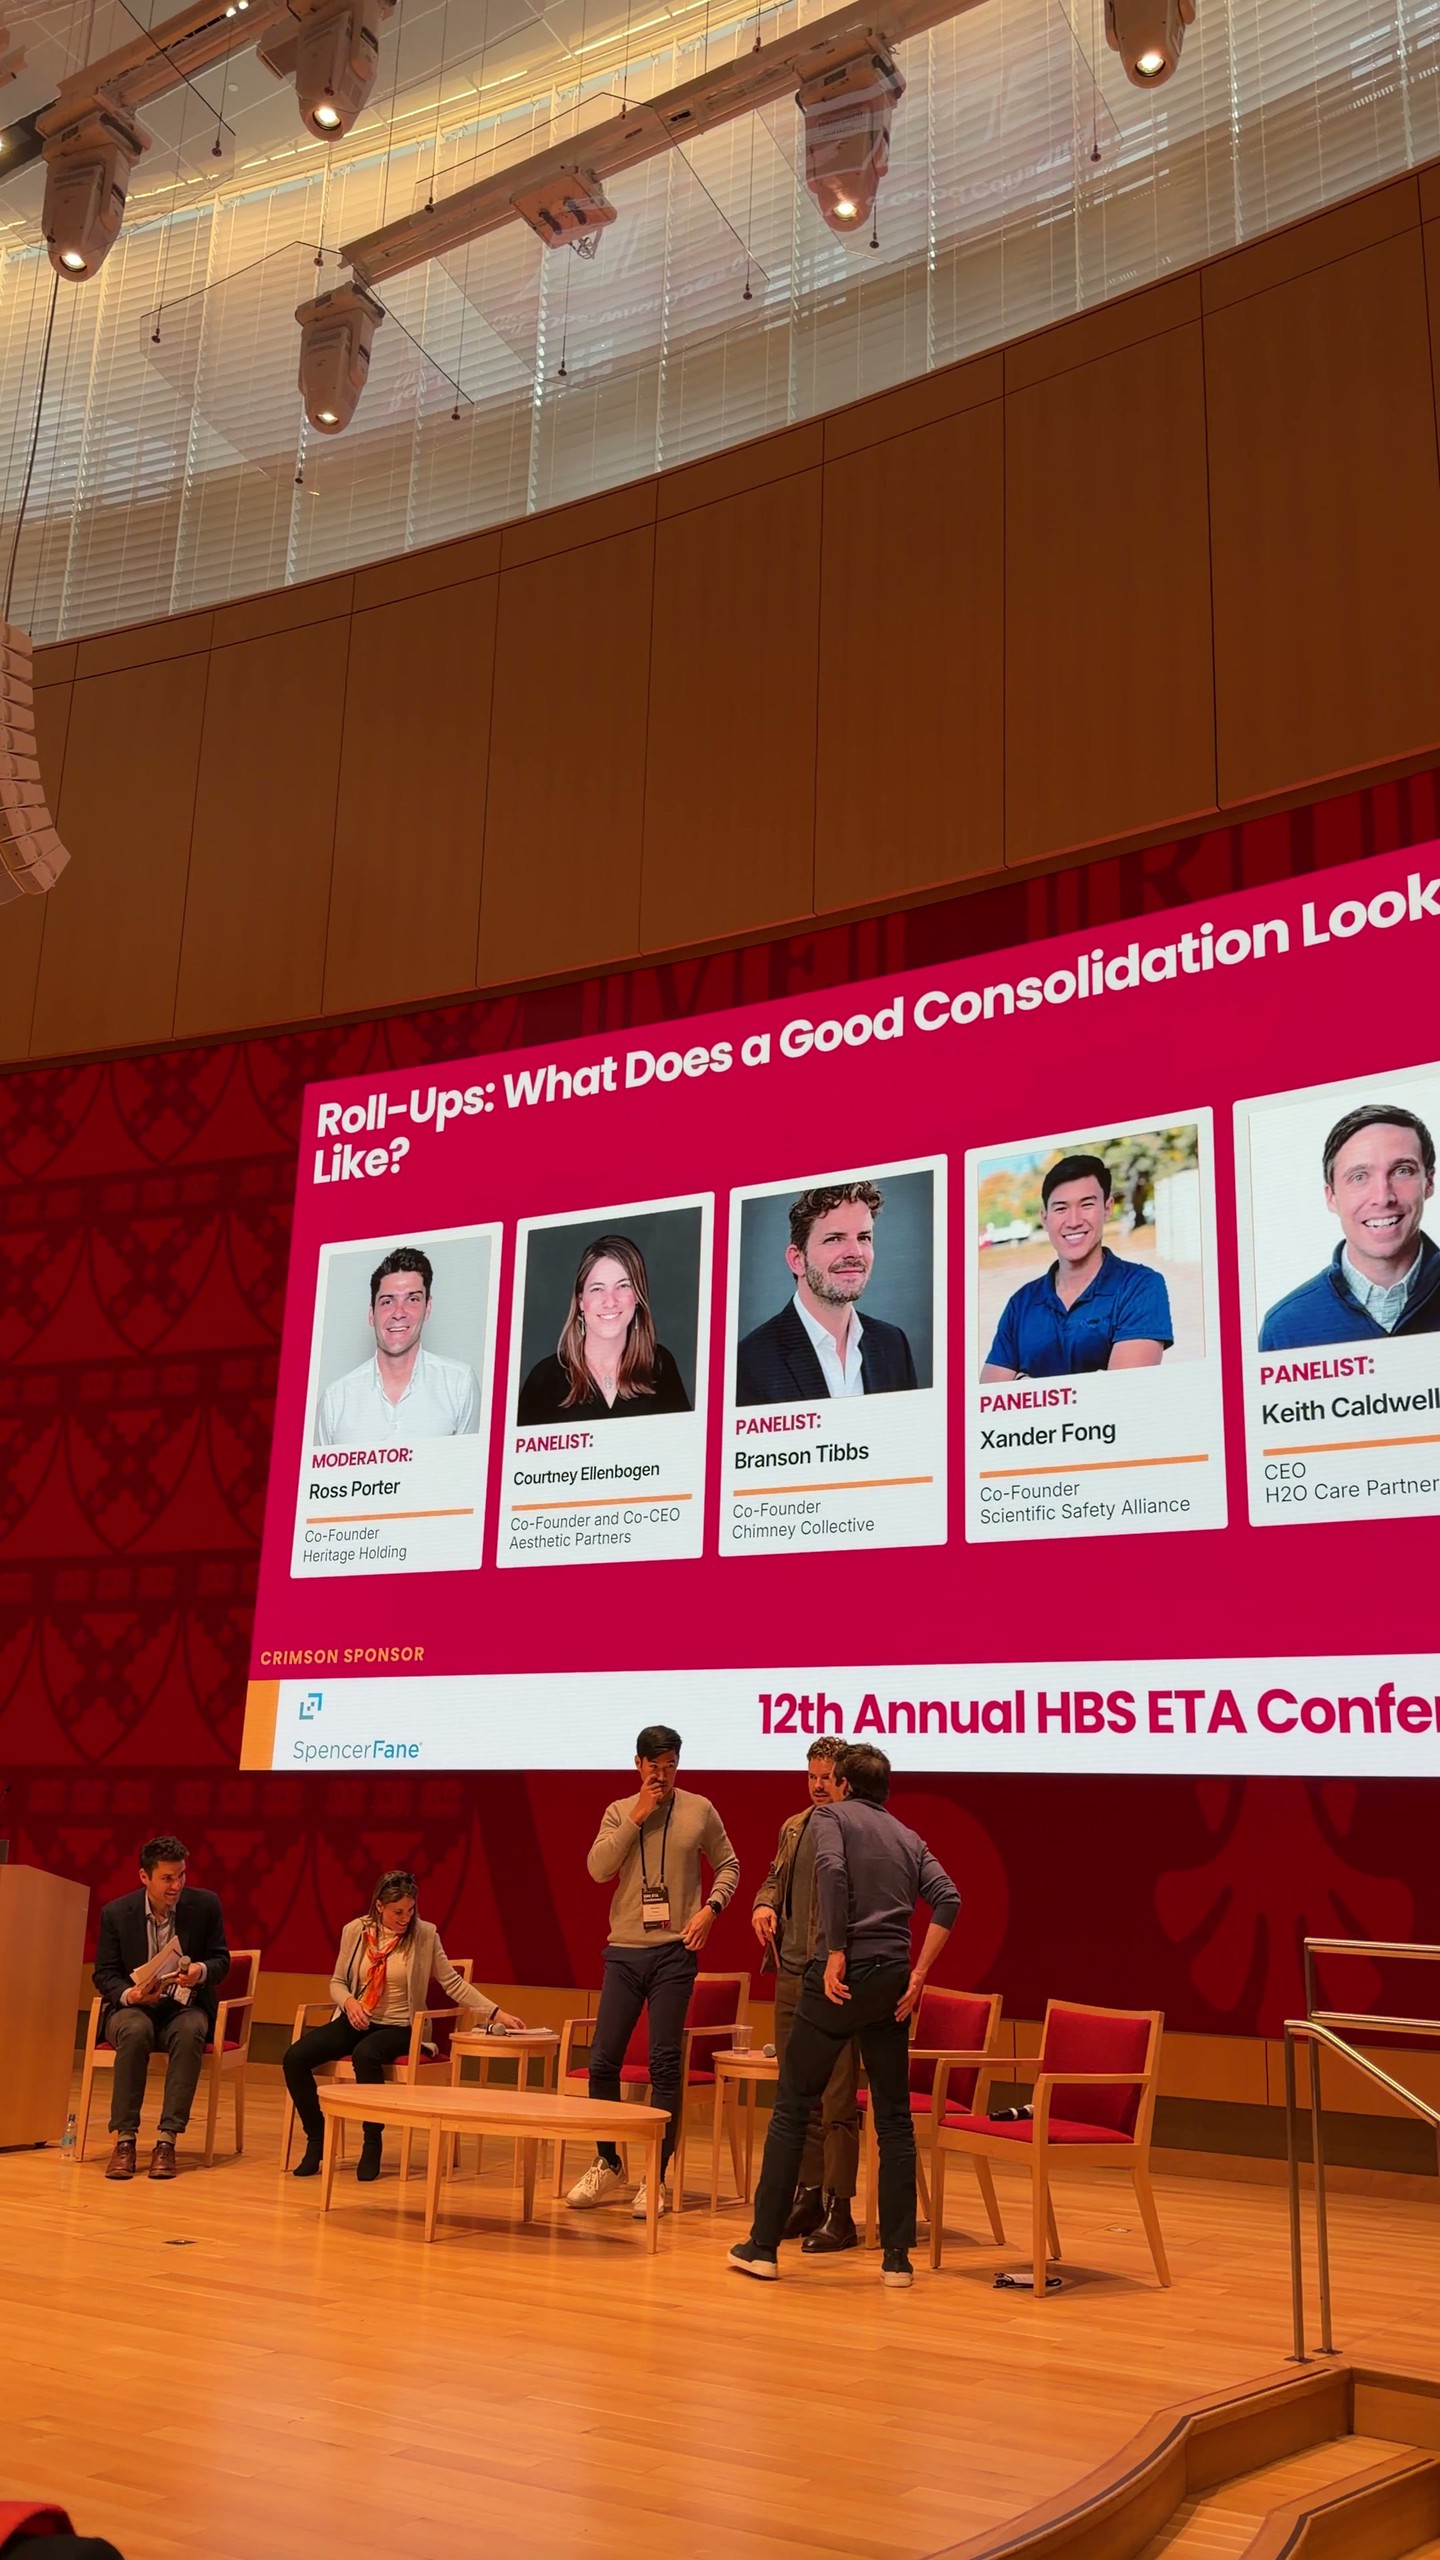 Roll-Ups: What Does a Good Consolidation Look
Like?
MODERATOR:
Ross Porter
Co-Founder
Heritage Holding
PANELIST:
Courtney Ellenbogen
Co-Founder and Co-CEO
Aesthetic Partners
PANELIST:
Branson Tibbs
Co-Founder
Chimney Collective
PANELIST:
Xander Fong
Co-Founder
Scientific Safety Alliance
PANELIST:
Keith Caldwell
CEO
H2O Care Partner
CRIMSON SPONSOR
SpencerFane
12th Annual HBS ETA Confer